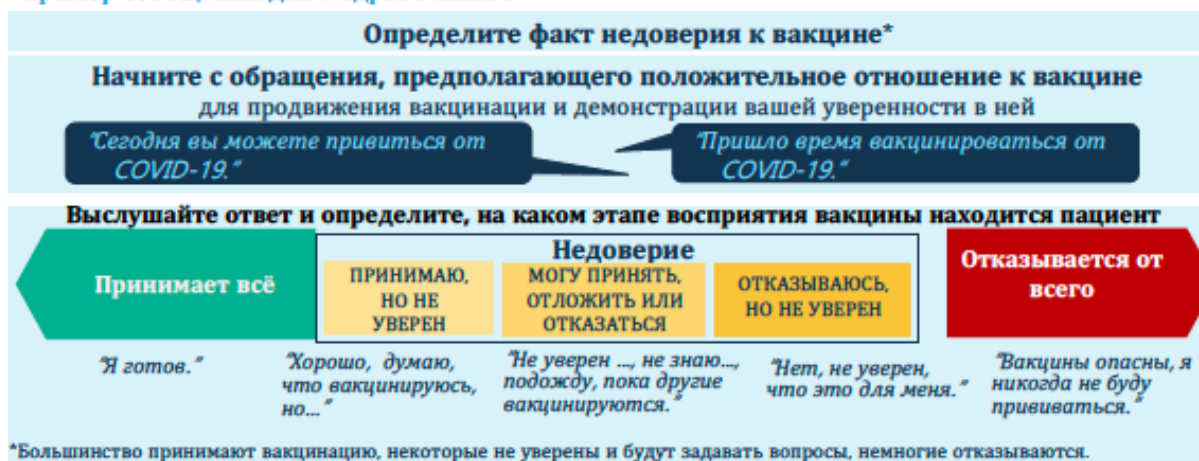 Определите факт недоверия к вакцине*
Начните с обращения, предполагающего положительное отношение к вакцине
для продвижения вакцинации и демонстрации вашей уверенности в ней
"Сегодня вы можете привиться от
COVID-19."
"Пришло время вакцинироваться от
COVID-19."
Выслушайте ответ и определите, на каком этапе восприятия вакцины находится пациент
Принимает всё
Недоверие
ПРИНИМАЮ,
НО НЕ
УВЕРЕН
МОГУ ПРИНЯТЬ,
ОТЛОЖИТЬ ИЛИ
ОТКАЗАТЬСЯ
ОТКАЗЫВАЮСЬ,
НО НЕ УВЕРЕН
Отказывается от
всего
"Я готов."
"Хорошо, думаю,
что вакцинируюсь,
но..."
"Не уверен ..., не знаю...,
подожду, пока другие
вакцинируются."
"Нет, не уверен,
что это для меня."
"Вакцины опасны, я
никогда не буду
прививаться."
*Большинство принимают вакцинацию, некоторые не уверены и будут задавать вопросы, немногие отказываются.